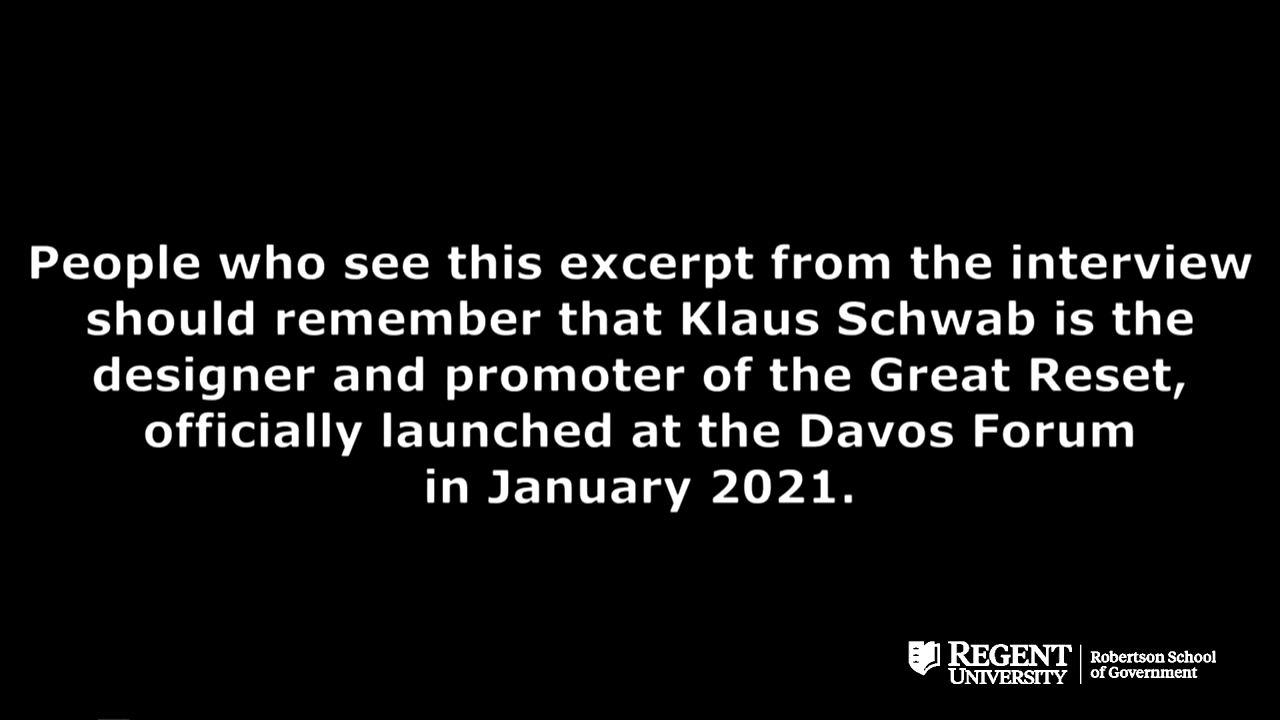 People who see this excerpt from the interview
should remember that Klaus Schwab is the
designer and promoter of the Great Reset,
officially launched at the Davos Forum
in January 2021.
REGENT
UNIVERSITY
Robertson School
of Government